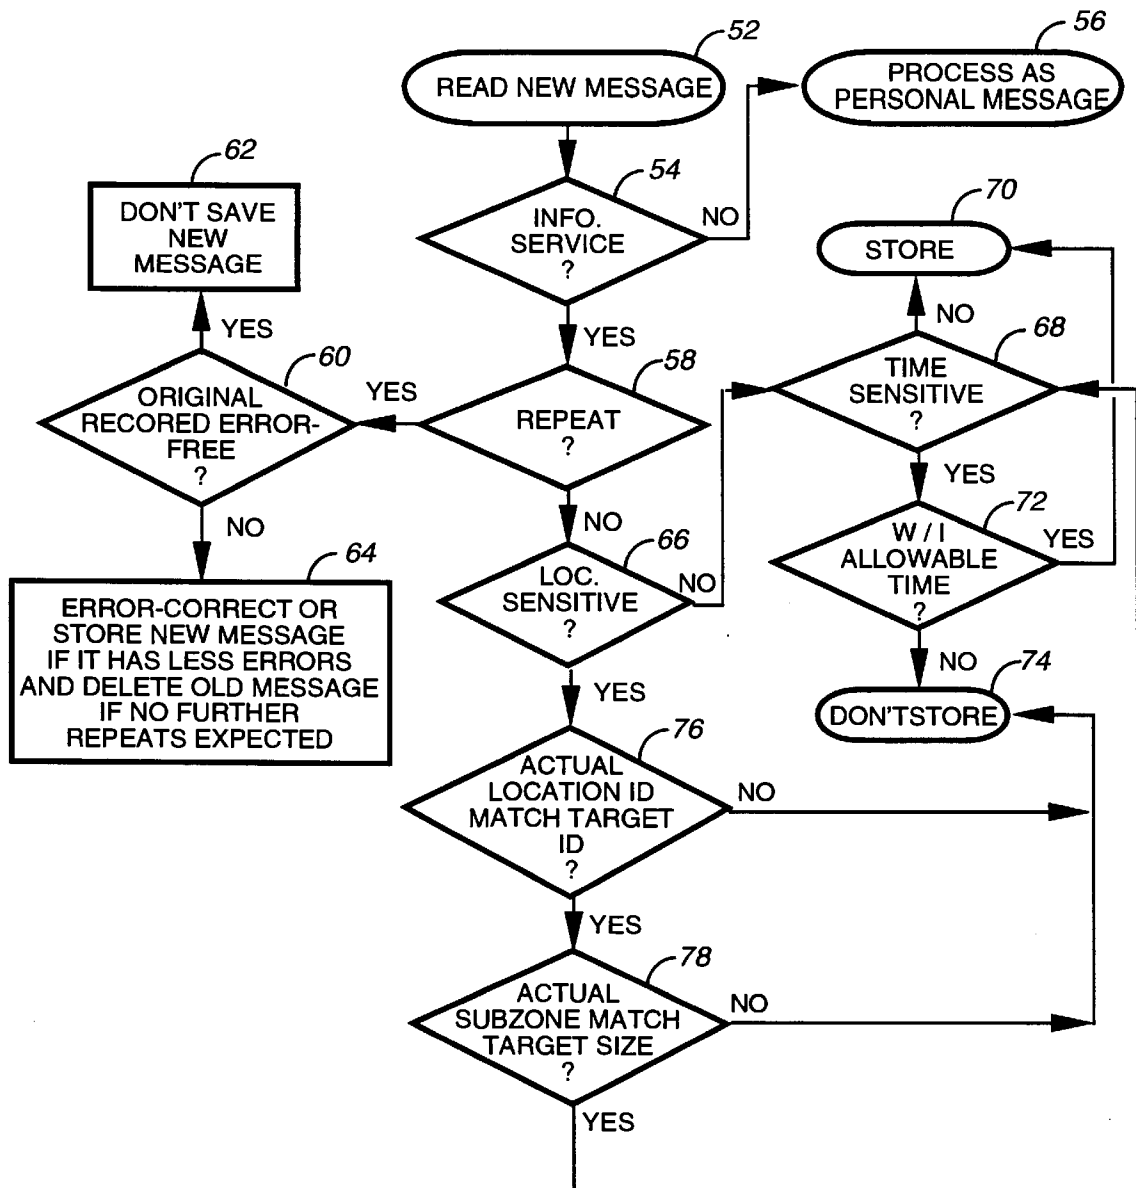 52
READ NEW MESSAGE
56
PROCESS AS
PERSONAL MESSAGE
62
DON'T SAVE
NEW
MESSAGE
54
INFO.
SERVICE
?
NO
70
STORE
YES
YES
NO
60
ORIGINAL
RECORED ERROR-
FREE
?
YES
58
REPEAT
?
68
TIME
SENSITIVE
?
NO
NO
YES
64
ERROR-CORRECT OR
STORE NEW MESSAGE
IF IT HAS LESS ERRORS
AND DELETE OLD MESSAGE
IF NO FURTHER
REPEATS EXPECTED
66
LOC.
SENSITIVE
?
NO
72
W / I
ALLOWABLE
TIME
?
YES
YES
NO
74
DON'TSTORE
76
ACTUAL
LOCATION ID
MATCH TARGET
ID
?
NO
YES
78
ACTUAL
SUBZONE MATCH
TARGET SIZE
?
NO
YES